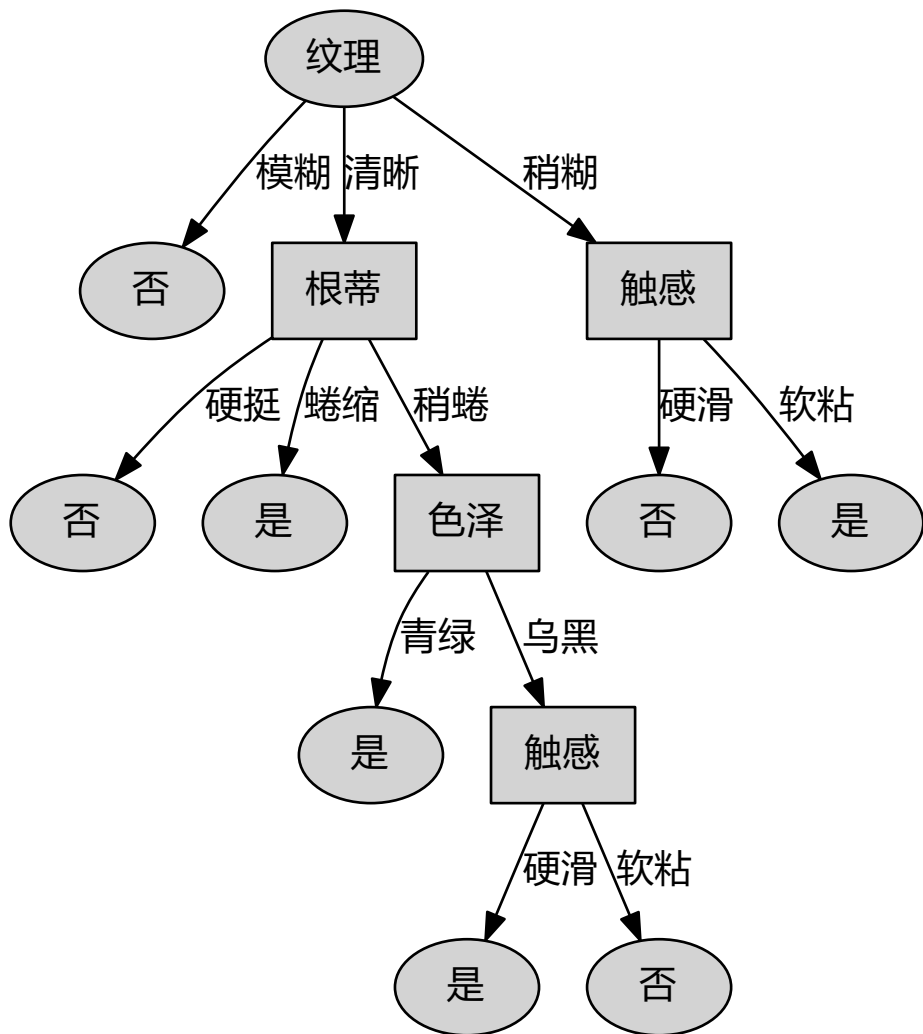 纹理
模糊 清晰 稍糊
否 根蒂 触感
硬挺 蜷缩 稍蜷 硬滑 软粘
否 是 色泽 否 是
青绿 乌黑
是 触感
硬滑 软粘
是 否